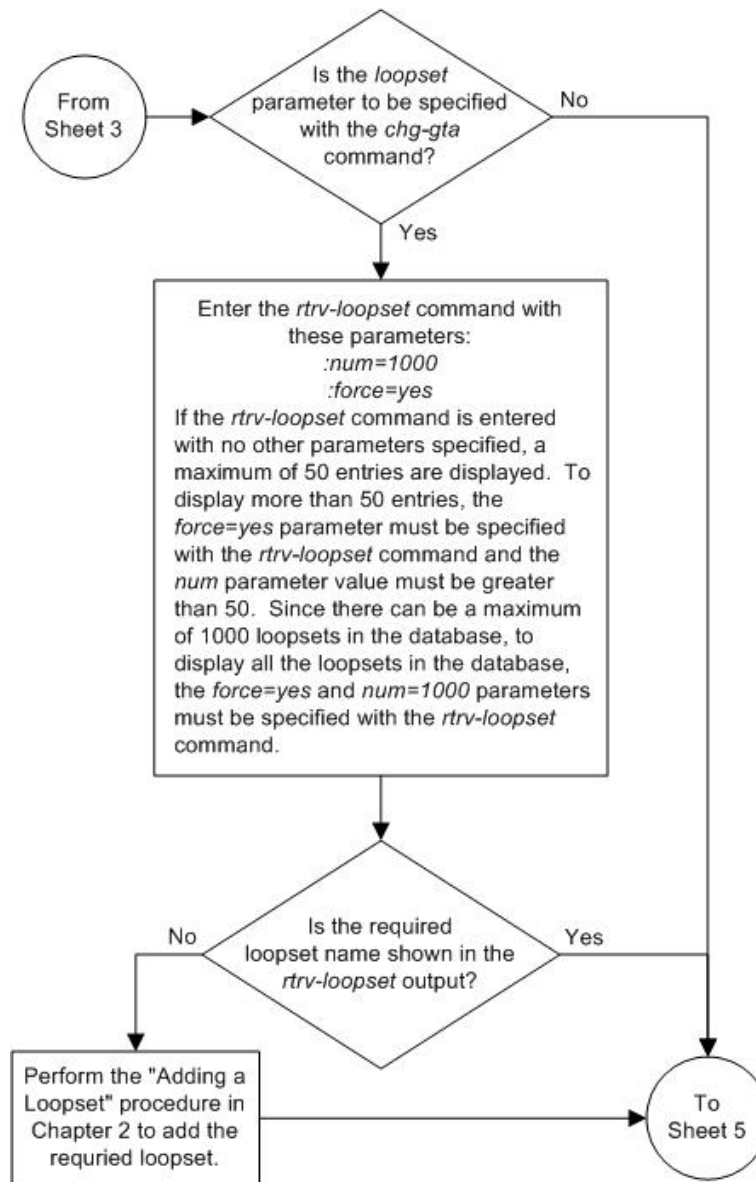 From
Sheet 3
Is the loopset
parameter to be specified
with the chg-gta
command?
No
Yes
Enter the rtrv-loopset command with
these parameters:
:num=1000
:force=yes
If the rtrv-loopset command is entered
with no other parameters specified, a
maximum of 50 entries are displayed.  To
display more than 50 entries, the
force=yes parameter must be specified
with the rtrv-loopset command and the
num parameter value must be greater
than 50.  Since there can be a maximum
of 1000 loopsets in the database, to
display all the loopsets in the database,
the force=yes and num=1000 parameters
must be specified with the rtrv-loopset
command.
No
Is the required
loopset name shown in the
rtrv-loopset output?
Yes
Perform the "Adding a
Loopset" procedure in
Chapter 2 to add the
requried loopset.
To
Sheet 5